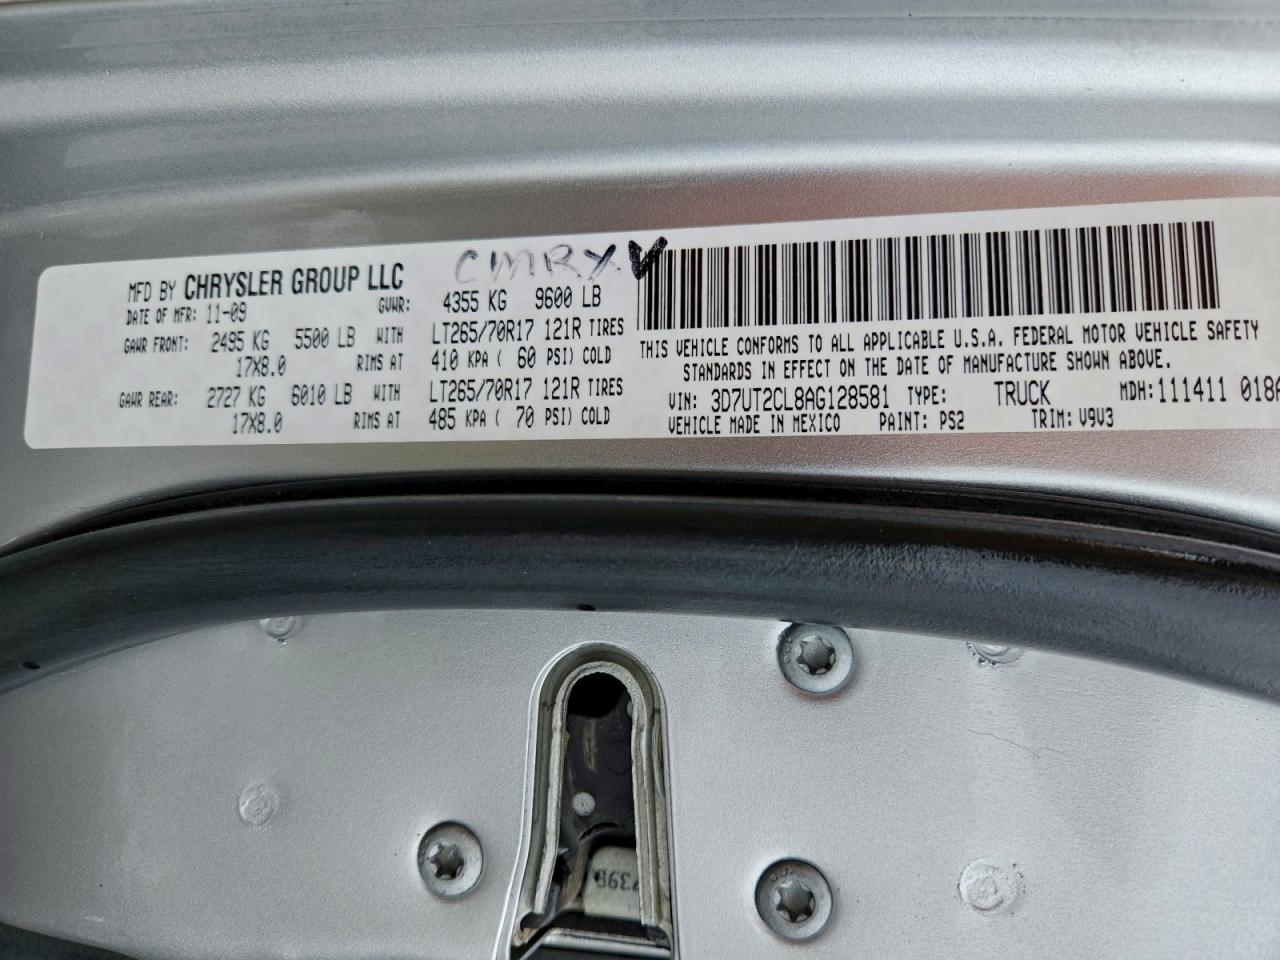 CMRX
MFD BY CHRYSLER GROUP LLC
DATE OF MFR: 11-09 GVWR: 4355 KG 9600 LB
GAWR FRONT: 2495 KG 5500 LB WITH LT265/70R17 121R TIRES
17X8.0 RIMS AT 410 KPA ( 60 PSI) COLD
GAWR REAR: 2727 KG 6010 LB WITH LT265/70R17 121R TIRES
17X8.0 RIMS AT 485 KPA ( 70 PSI) COLD
THIS VEHICLE CONFORMS TO ALL APPLICABLE U.S.A. FEDERAL MOTOR VEHICLE SAFETY
STANDARDS IN EFFECT ON THE DATE OF MANUFACTURE SHOWN ABOVE.
VIN: 3D7UT2CL8AG128581 TYPE: TRUCK MDH: 111411 018
VEHICLE MADE IN MEXICO PAINT: PS2 TRIM: V9V3